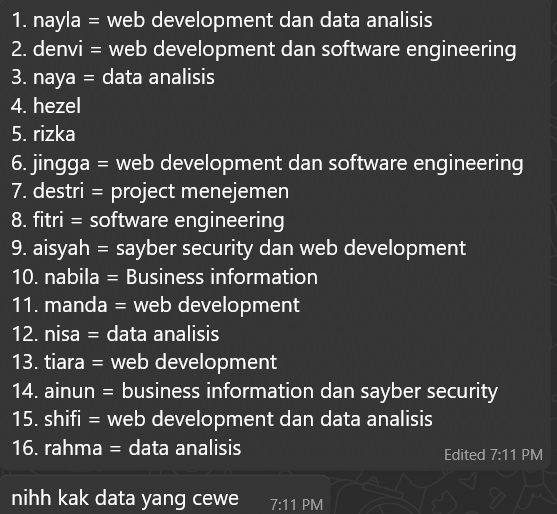 1. nayla = web development dan data analisis
2. denvi = web development dan software engineering
3. naya = data analisis
4. hezel
5. rizka
6. jingga = web development dan software engineering
7. destri = project menejemen
8. fitri = software engineering
9. aisyah = sayber security dan web development
10. nabila = Business information
11. manda = web development
12. nisa = data analisis
13. tiara = web development
14. ainun = business information dan sayber security
15. shifi = web development dan data analisis
16. rahma = data analisis
Edited 7:11 PM
nihh kak data yang cewe
7:11 PM